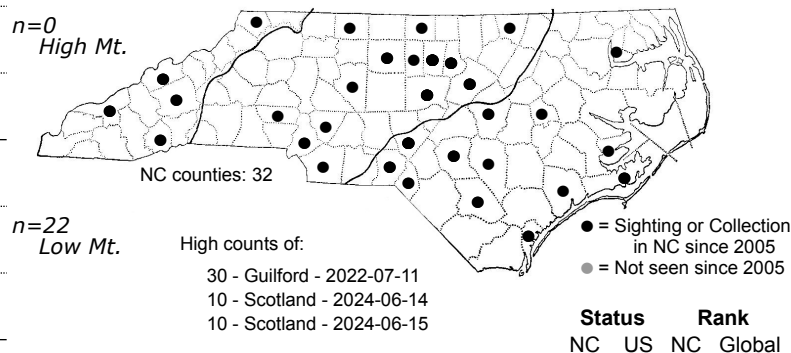 n=0
High Mt.
NC counties: 32
n=22
Low Mt.
High counts of:
30 - Guilford - 2022-07-11
10 - Scotland - 2024-06-14
10 - Scotland - 2024-06-15
= Sighting or Collection
in NC since 2005
= Not seen since 2005
Status Rank
NC US NC Global